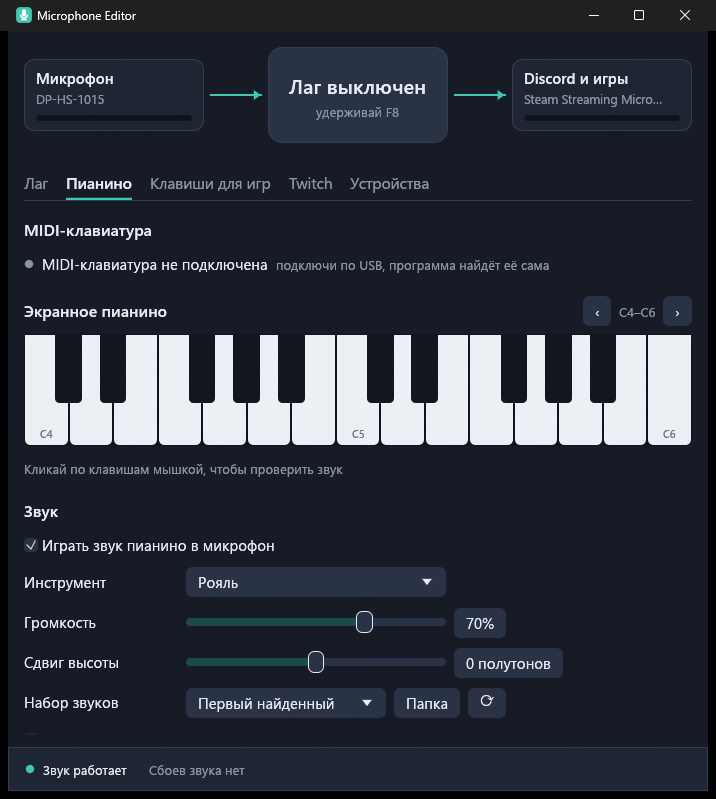 Microphone Editor
Микрофон
DP-HS-1015
Лаг выключен
удерживай F8
Discord и игры
Steam Streaming Micro...
Лаг Пианино Клавиши для игр Twitch Устройства
MIDI-клавиатура
MIDI-клавиатура не подключена подключи по USB, программа найдёт её сама
Экранное пианино ‹ C4–C6 ›
C4 C5 C6
Кликай по клавишам мышкой, чтобы проверить звук
Звук
Играть звук пианино в микрофон
Инструмент Рояль
Громкость 70%
Сдвиг высоты 0 полутонов
Набор звуков Первый найденный Папка
Звук работает Сбоев звука нет